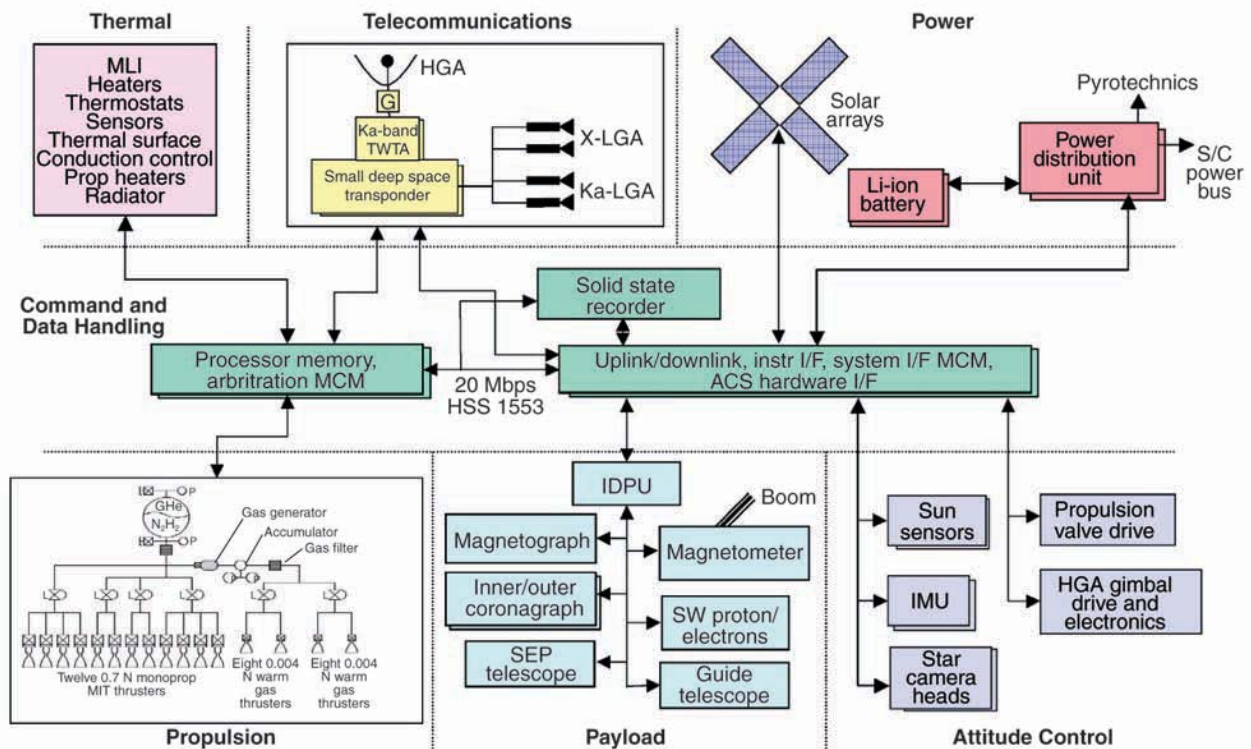 Thermal
MLI
Heaters
Thermostats
Sensors
Thermal surface
Conduction control
Prop heaters
Radiator
Telecommunications
HGA
G
Ka-band
TWTA
Small deep space
transponder
X-LGA
Ka-LGA
Power
Solar
arrays
Pyrotechnics
Power
distribution
unit
S/C
power
bus
Li-ion
battery
Command and
Data Handling
Solid state
recorder
Processor memory,
arbritration MCM
20 Mbps
HSS 1553
Uplink/downlink, instr I/F, system I/F MCM,
ACS hardware I/F
P
GHe
N₂H₂
P
Gas generator
Accumulator
Gas filter
L
L
L
L
L
Twelve 0.7 N monoprop
MIT thrusters
Eight 0.004
N warm
gas
thrusters
Eight 0.004
N warm
gas
thrusters
Propulsion
IDPU
Boom
Magnetograph
Magnetometer
Inner/outer
coronagraph
SW proton/
electrons
SEP
telescope
Guide
telescope
Payload
Sun
sensors
Propulsion
valve drive
IMU
HGA gimbal
drive and
electronics
Star
camera
heads
Attitude Control